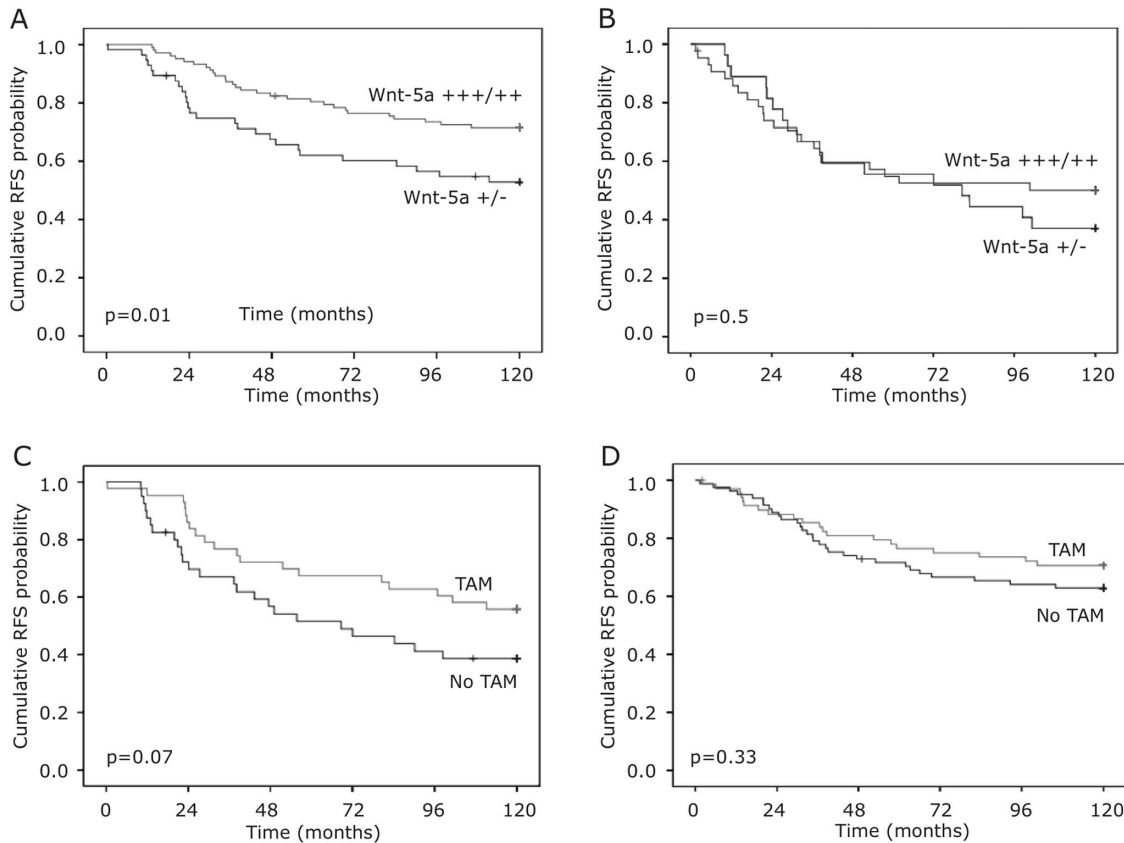 A
Cumulative RFS probability
1.0
0.8
0.6
0.4
0.2
0.0
Wnt-5a +++/++
Wnt-5a +/-
p=0.01
Time (months)
0 24 48 72 96 120
Time (months)
B
Cumulative RFS probability
1.0
0.8
0.6
0.4
0.2
0.0
Wnt-5a +++/++
Wnt-5a +/-
p=0.5
0 24 48 72 96 120
Time (months)
C
Cumulative RFS probability
1.0
0.8
0.6
0.4
0.2
0.0
TAM
No TAM
p=0.07
0 24 48 72 96 120
Time (months)
D
Cumulative RFS probability
1.0
0.8
0.6
0.4
0.2
0.0
TAM
No TAM
p=0.33
0 24 48 72 96 120
Time (months)